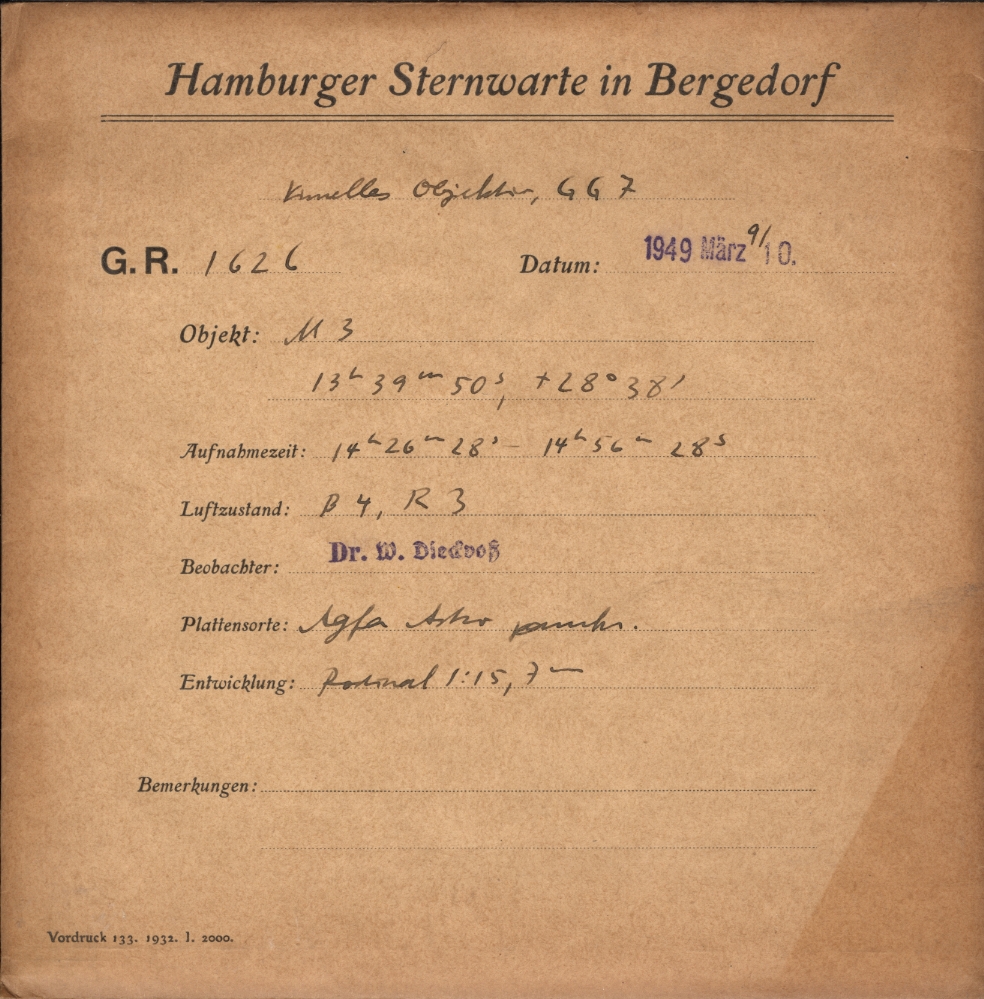 Hamburger Sternwarte in Bergedorf
Visuelles Objektiv, GG 7
G.R. 1626 Datum: 1949 März 9/10.
Objekt: M 3
13h 39m 50s, +28° 38'
Aufnahmezeit: 14h 26m 28s – 14h 56m 28s
Luftzustand: B 4, R 3
Beobachter: Dr. W. Dieckvoß
Plattensorte: Agfa Astro panchr.
Entwicklung: Rodinal 1:15, 7m
Bemerkungen:
Vordruck 133. 1932. I. 2000.